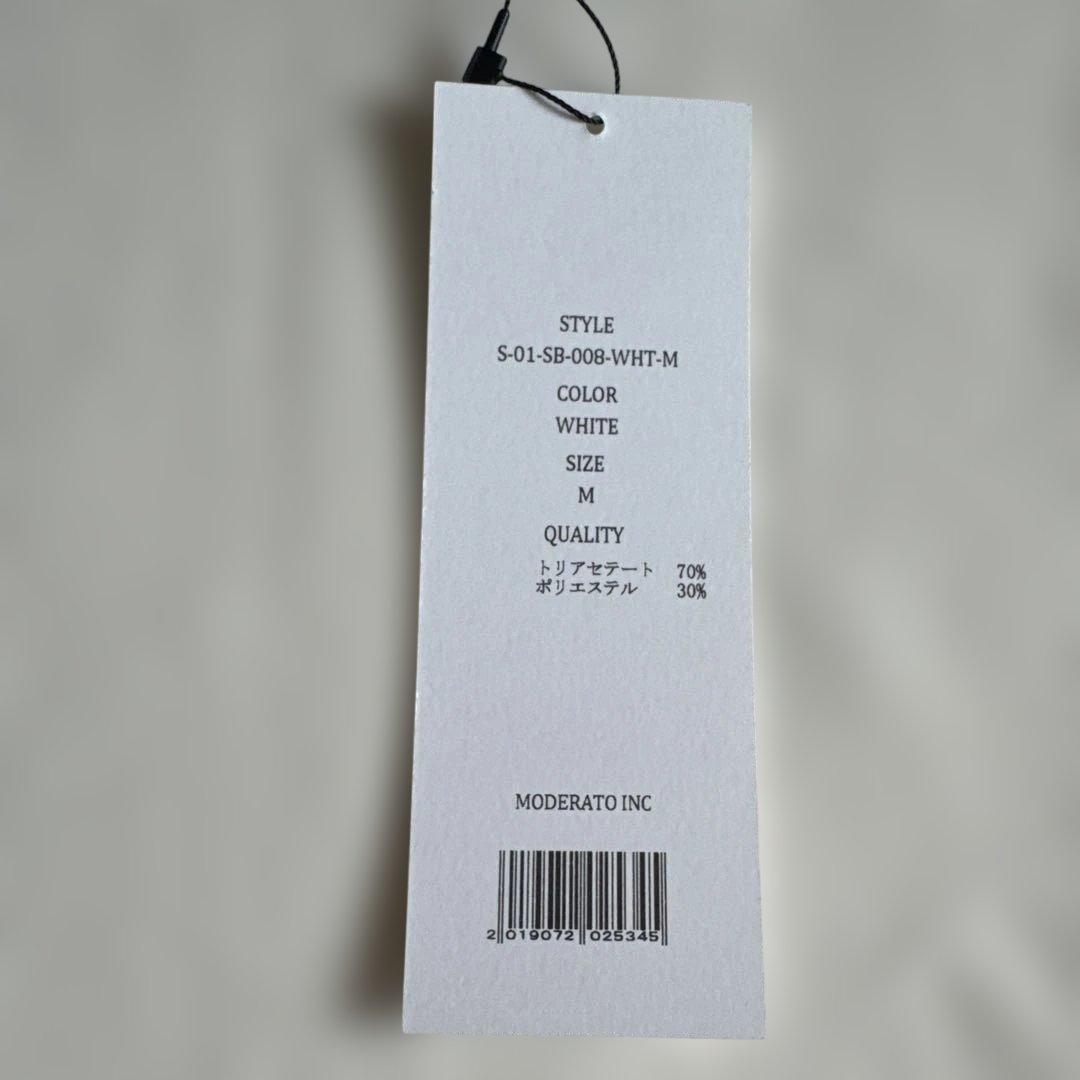 STYLE
S-01-SB-008-WHT-M
COLOR
WHITE
SIZE
M
QUALITY
トリアセテート 70%
ポリエステル 30%
MODERATO INC
2 019072 025345